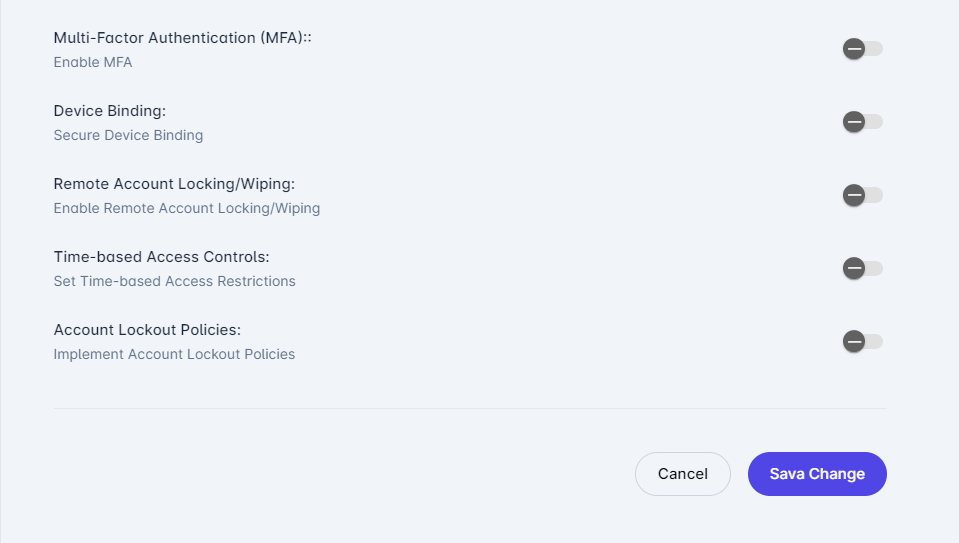 Multi-Factor Authentication (MFA)::
Enable MFA
Device Binding:
Secure Device Binding
Remote Account Locking/Wiping:
Enable Remote Account Locking/Wiping
Time-based Access Controls:
Set Time-based Access Restrictions
Account Lockout Policies:
Implement Account Lockout Policies
Cancel
Sava Change